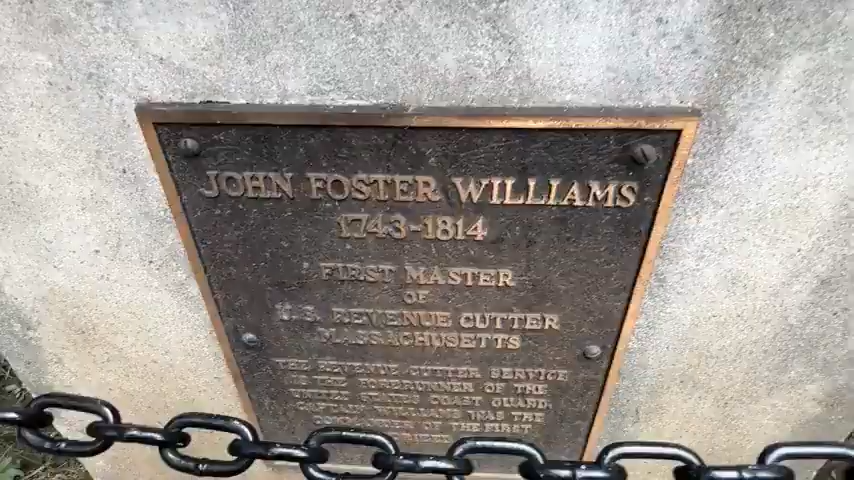 JOHN FOSTER WILLIAMS
1743-1814
FIRST MASTER
OF
U.S. REVENUE CUTTER
MASSACHUSETTS
THE REVENUE CUTTER SERVICE
IS THE FORERUNNER OF THE
UNITED STATES COAST GUARD.
CAPTAIN WILLIAMS WAS THE
OF THE FIRST